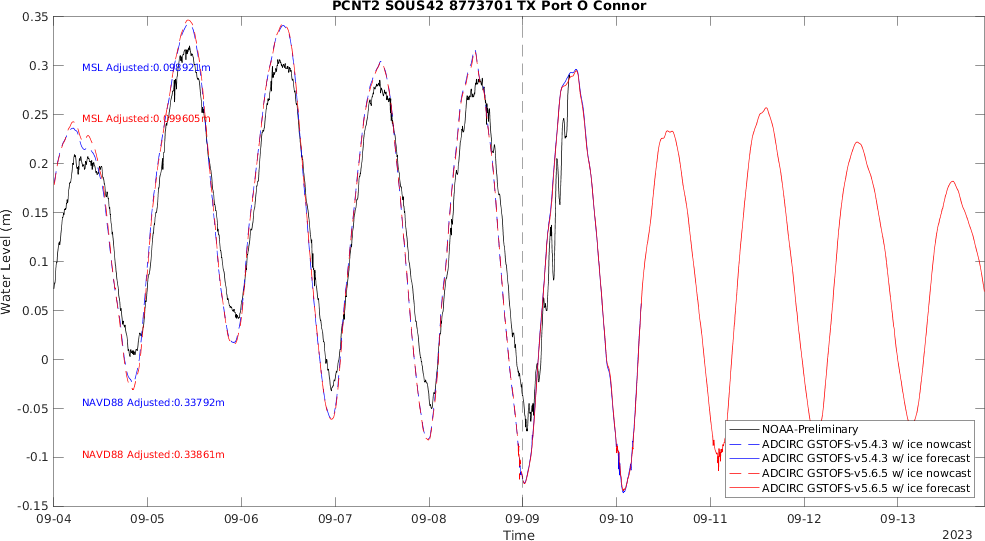 PCNT2 SOUS42 8773701 TX Port O Connor
0.35
0.3
0.25
0.2
0.15
0.1
0.05
0
-0.05
-0.1
-0.15
Water Level (m)
MSL Adjusted:0.098921m
MSL Adjusted:0.099605m
NAVD88 Adjusted:0.33792m
NAVD88 Adjusted:0.33861m
NOAA-Preliminary
ADCIRC GSTOFS-v5.4.3 w/ ice nowcast
ADCIRC GSTOFS-v5.4.3 w/ ice forecast
ADCIRC GSTOFS-v5.6.5 w/ ice nowcast
ADCIRC GSTOFS-v5.6.5 w/ ice forecast
09-04 09-05 09-06 09-07 09-08 09-09 09-10 09-11 09-12 09-13
Time
2023